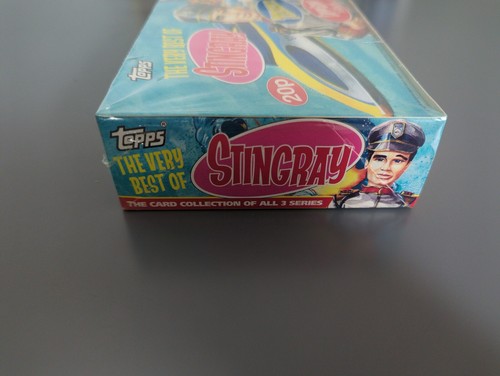 Topps
THE VERY BEST OF
STINGRAY
20p
Topps
THE VERY
BEST OF
STINGRAY
THE CARD COLLECTION OF ALL 3 SERIES